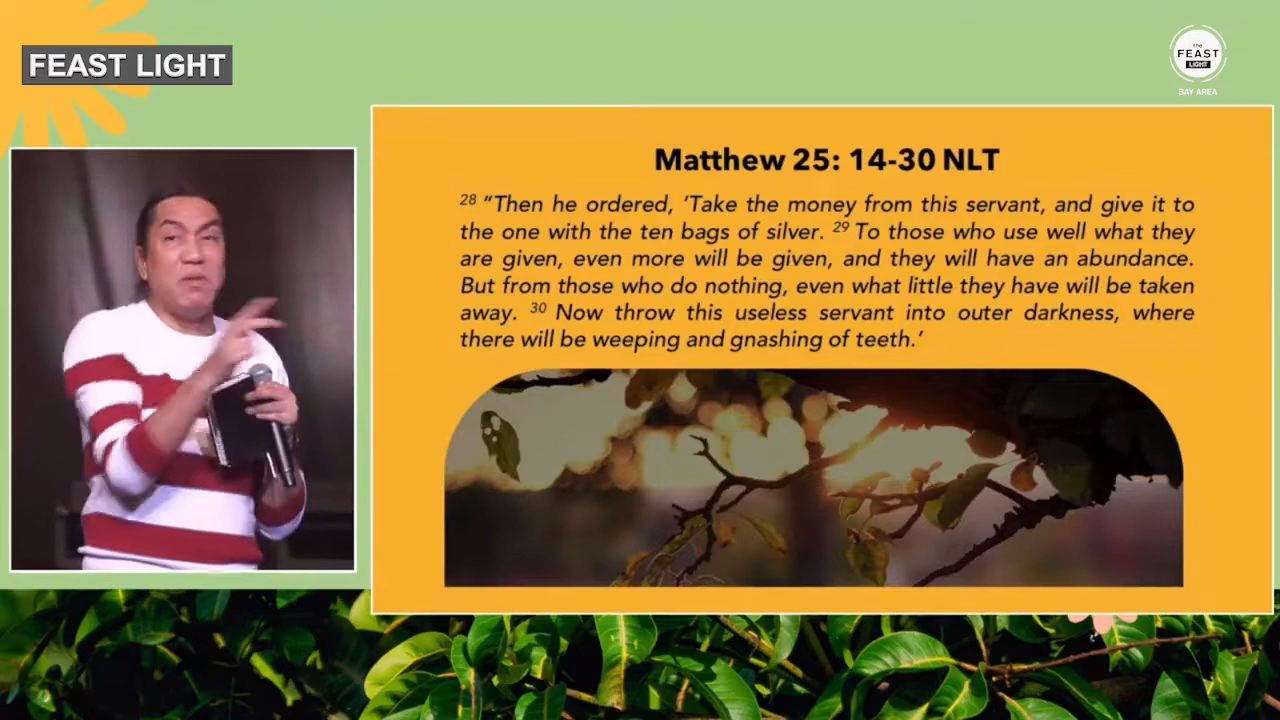 FEAST LIGHT
the
FEAST
LIGHT
BAY AREA
Matthew 25: 14-30 NLT
28 “Then he ordered, ‘Take the money from this servant, and give it to
the one with the ten bags of silver. 29 To those who use well what they
are given, even more will be given, and they will have an abundance.
But from those who do nothing, even what little they have will be taken
away. 30 Now throw this useless servant into outer darkness, where
there will be weeping and gnashing of teeth.’